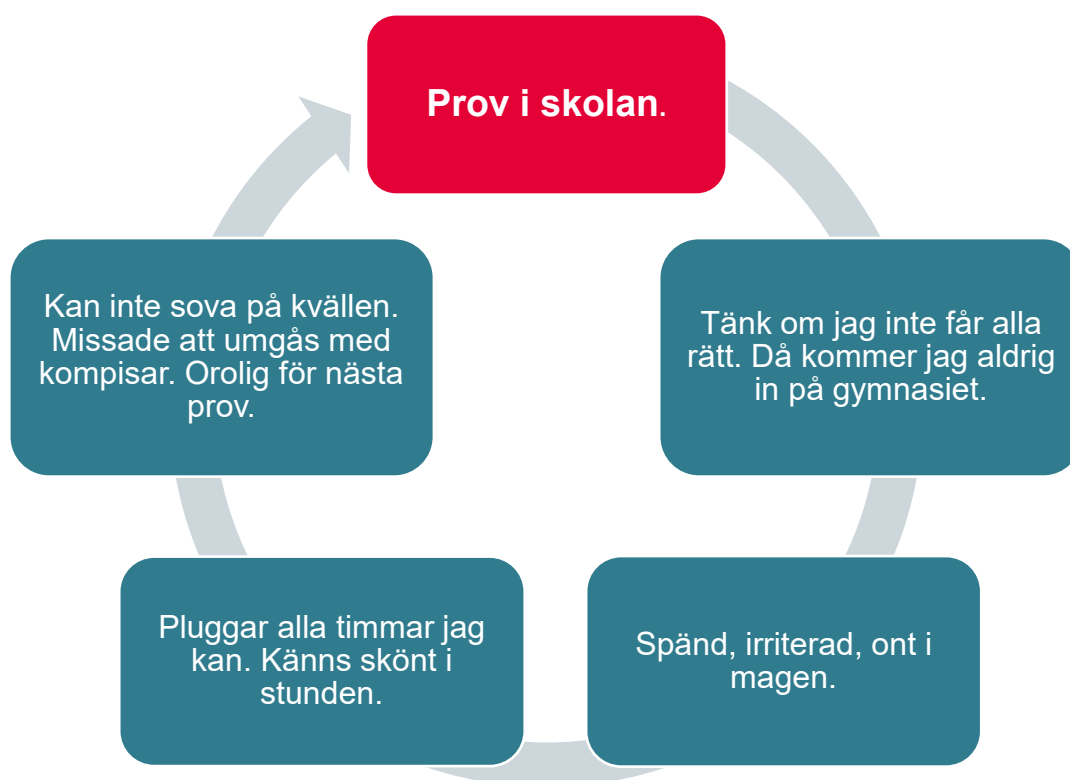 Prov i skolan.
Tänk om jag inte får alla
rätt. Då kommer jag aldrig
in på gymnasiet.
Spänd, irriterad, ont i
magen.
Pluggar alla timmar jag
kan. Känns skönt i
stunden.
Kan inte sova på kvällen.
Missade att umgås med
kompisar. Orolig för nästa
prov.